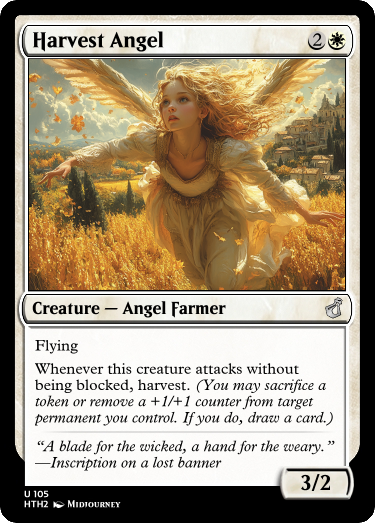 Harvest Angel 2
Creature — Angel Farmer
Flying
Whenever this creature attacks without
being blocked, harvest. (You may sacrifice a
token or remove a +1/+1 counter from target
permanent you control. If you do, draw a card.)
“A blade for the wicked, a hand for the weary.”
—Inscription on a lost banner
3/2
U 105
HTH2 Midjourney